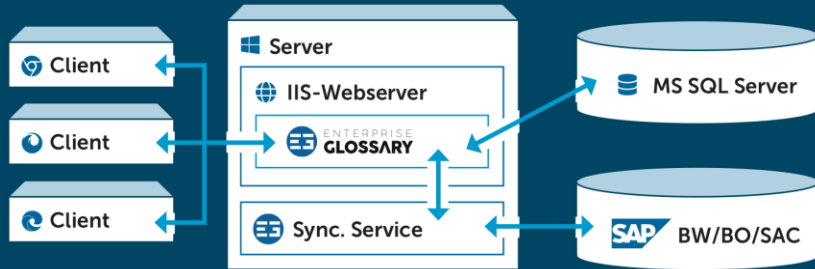 Client
Client
Client
Server
IIS-Webserver
ENTERPRISE
GLOSSARY
Sync. Service
MS SQL Server
SAP BW/BO/SAC